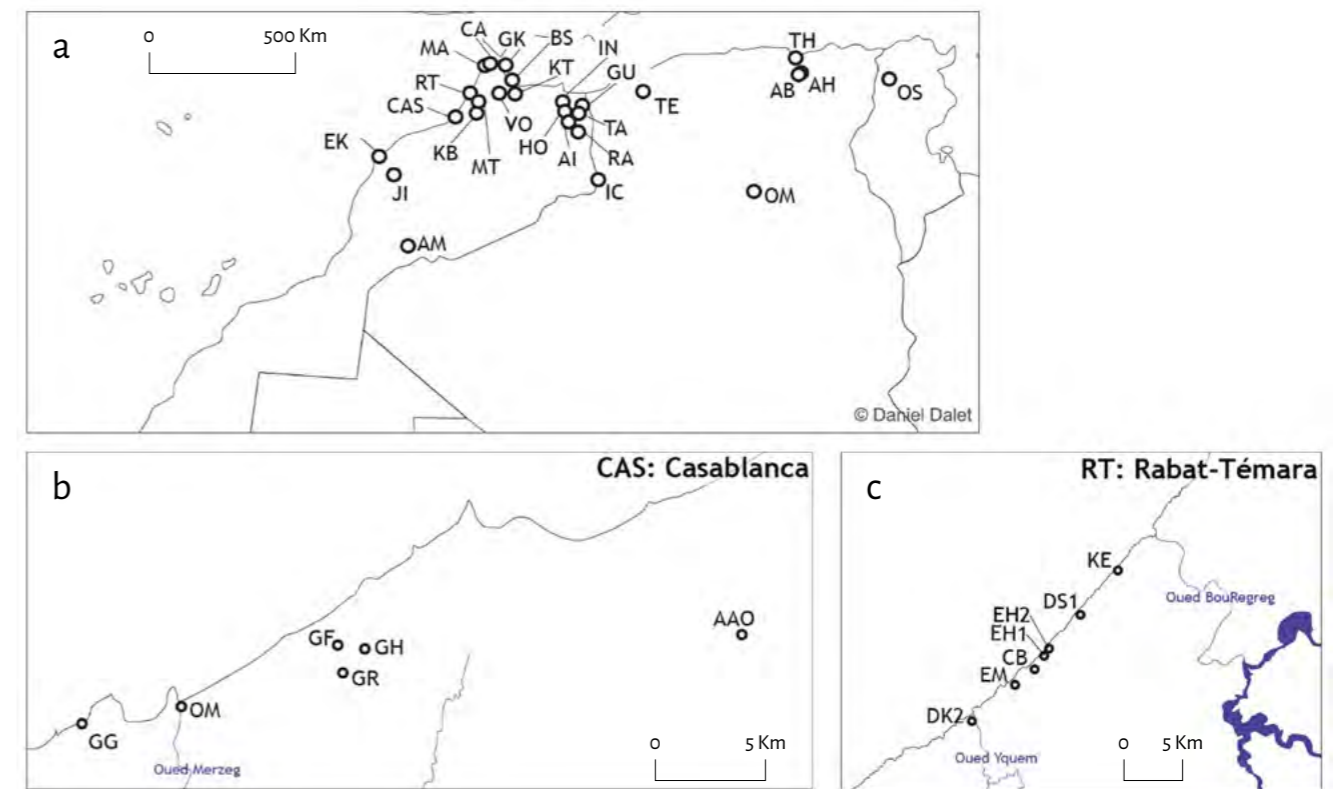 a
0 500 Km
CA
GK
BS
IN
TH
MA
KT
GU
RT
AB
AH
OS
CAS
TE
VO
TA
EK
KB
MT
HO
AI
RA
JI
IC
OM
AM
© Daniel Dalet
b
CAS: Casablanca
AAO
GF
GH
GR
OM
GG
0 5 Km
Oued Merzeg
c
RT: Rabat-Témara
KE
Oued BouRegreg
DS1
EH2
EH1
CB
EM
DK2
0 5 Km
Oued Yquem